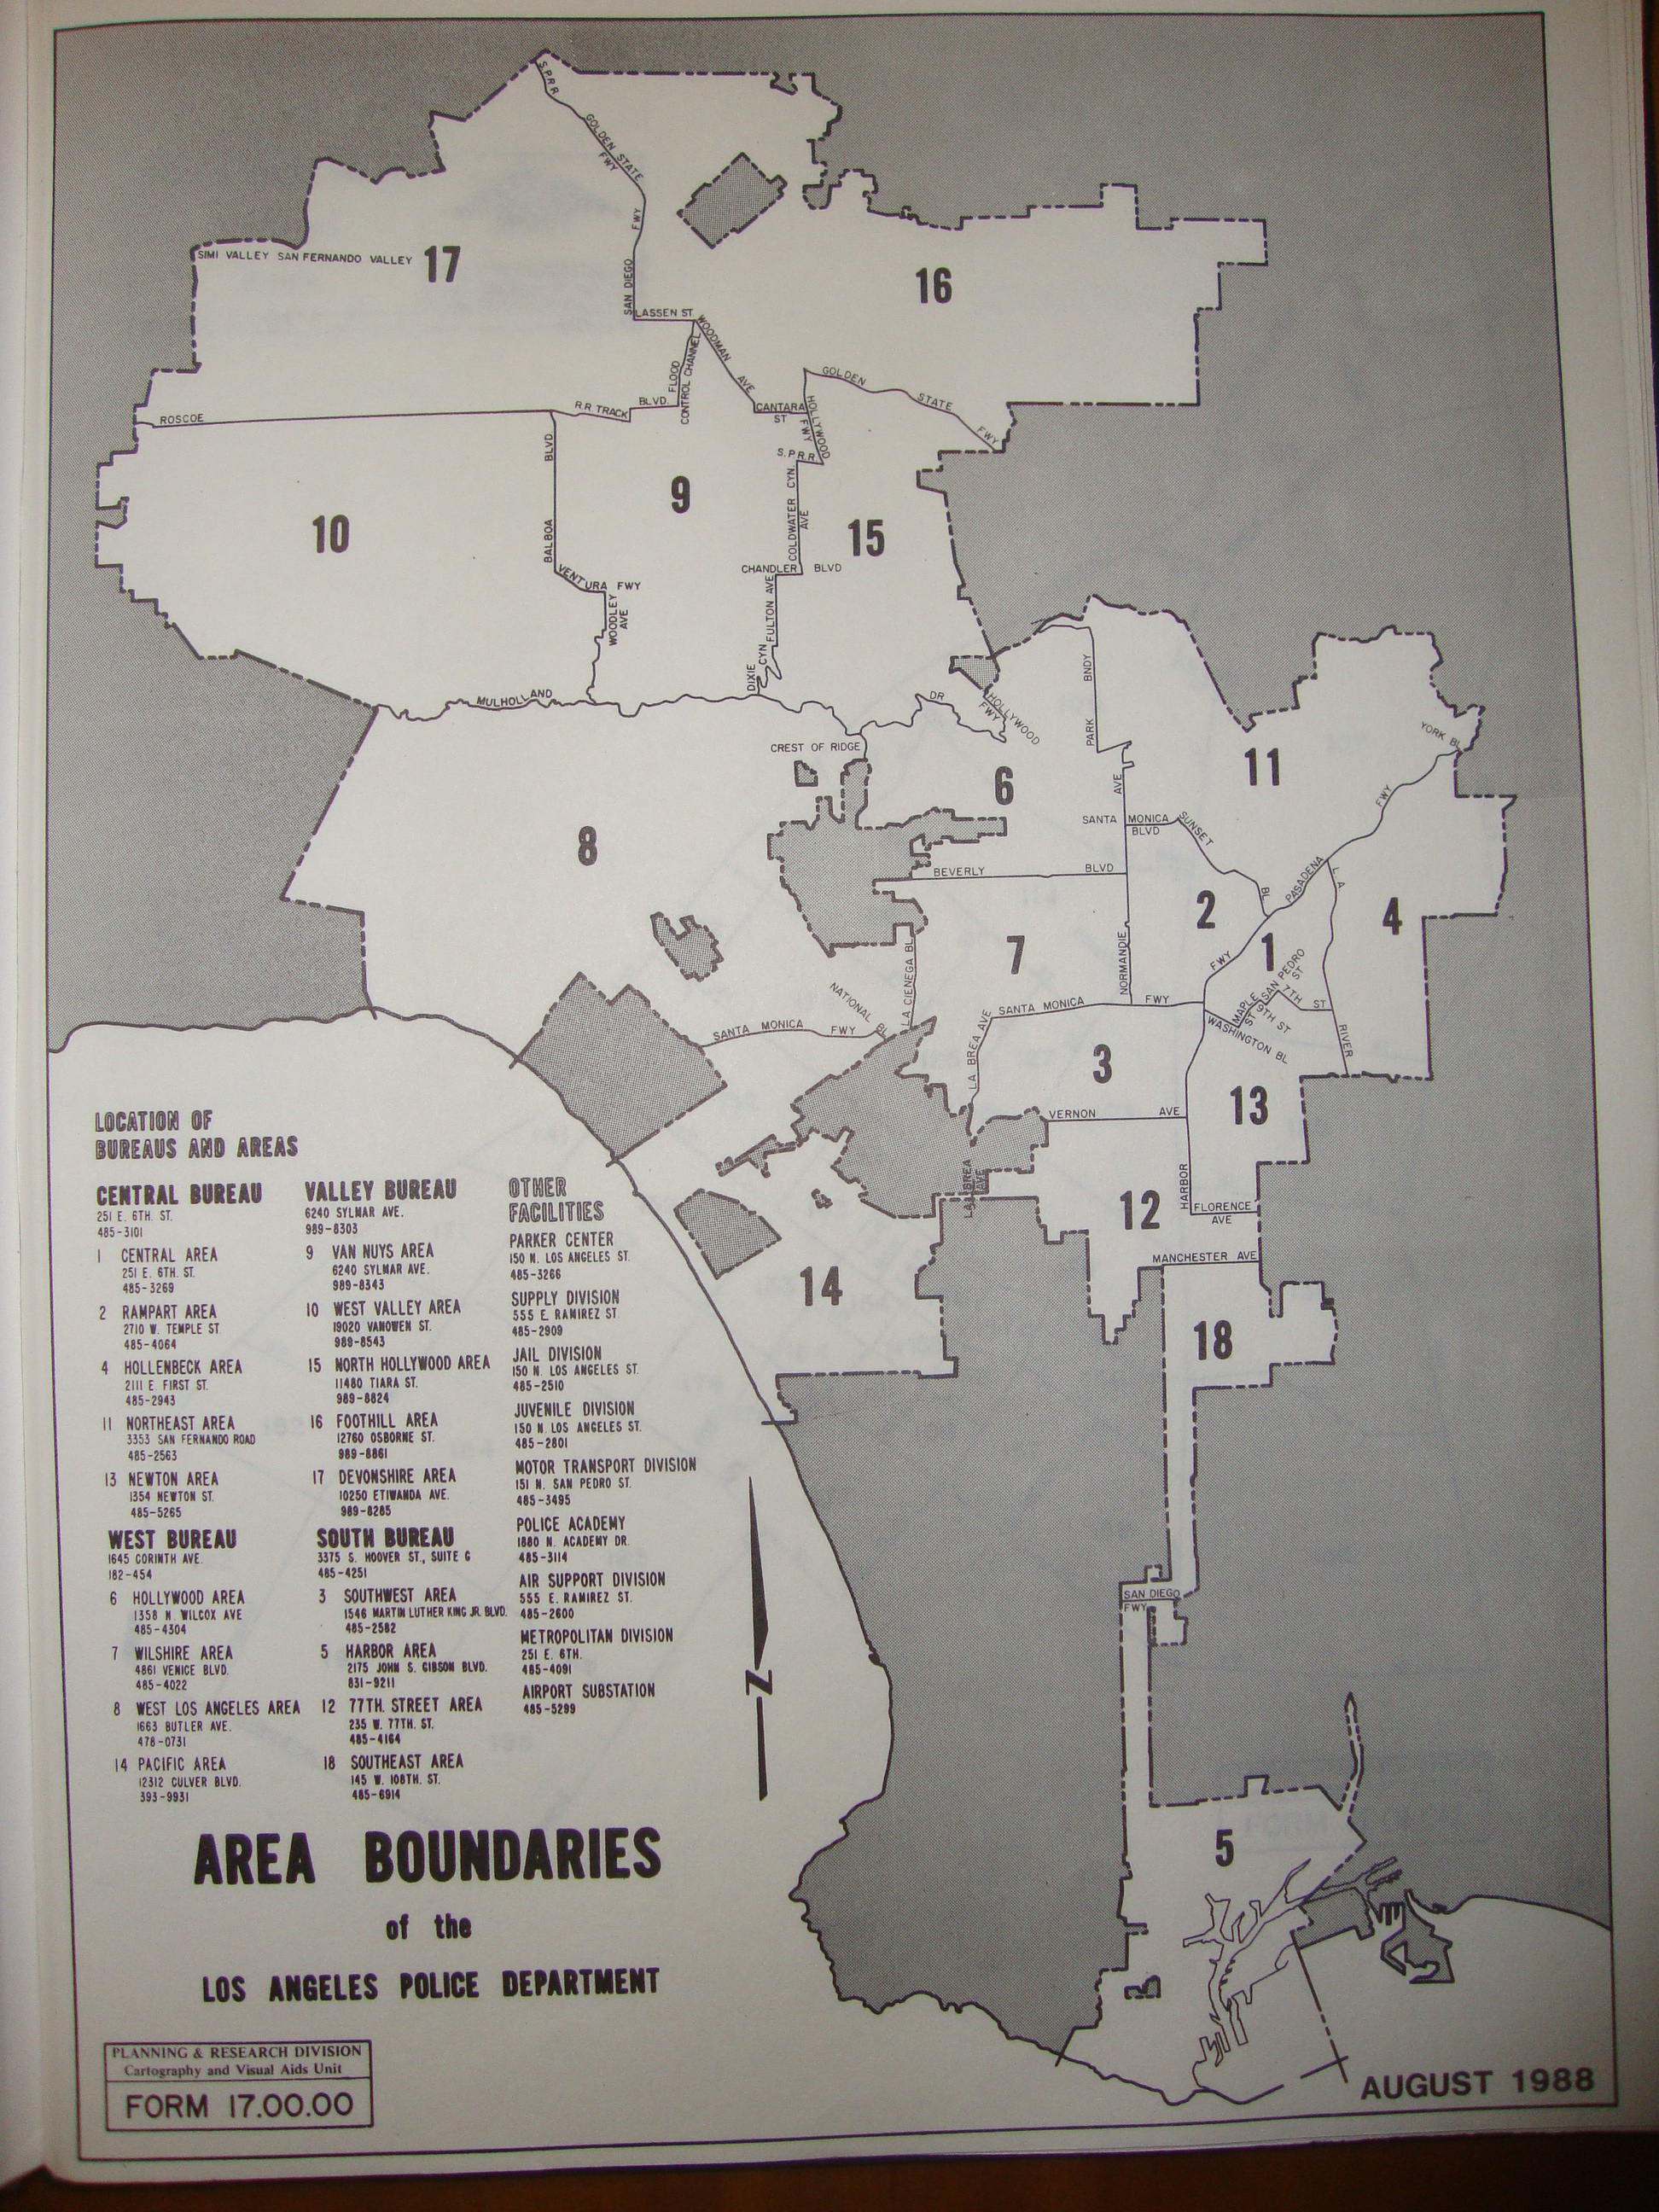 S.P.R.R
GOLDEN STATE
FWY
FWY
SAN DIEGO
SIMI VALLEY SAN FERNANDO VALLEY
17
16
LASSEN ST
WOODMAN
AVE
FLOOD
CONTROL CHANNEL
GOLDEN
STATE
FWY
ROSCOE
R.R TRACK
BLVD.
CANTARA
ST
HOLLYWOOD
FWY
S.P.R.R
BLVD
BALBOA
9
10
15
COLDWATER CYN.
AVE
CHANDLER BLVD
VENTURA FWY
WOODLEY
AVE
FULTON AVE
DIXIE
CYN
MULHOLLAND
DR
HOLLYWOOD
FWY
BNDY
PARK
YORK BL
CREST OF RIDGE
6
11
AVE
FWY
8
SANTA MONICA
BLVD
SUNSET
BL
BEVERLY BLVD
PASADENA
L.A.
2
4
7
1
NORMANDIE
FWY
SAN PEDRO
ST
LA CIENEGA BL
NATIONAL BL
MAPLE
ST
7TH ST
9TH ST
SANTA MONICA FWY
SANTA MONICA FWY
LA BREA AVE
WASHINGTON BL
RIVER
3
13
VERNON AVE
LA BREA
AVE
HARBOR
12
FLORENCE
AVE
MANCHESTER AVE
14
18
SAN DIEGO
FWY
5
N
LOCATION OF
BUREAUS AND AREAS
CENTRAL BUREAU
251 E. 6TH. ST.
485-3101
1 CENTRAL AREA
251 E. 6TH. ST.
485-3269
2 RAMPART AREA
2710 W. TEMPLE ST
485-4064
4 HOLLENBECK AREA
2111 E. FIRST ST.
485-2943
11 NORTHEAST AREA
3353 SAN FERNANDO ROAD
485-2563
13 NEWTON AREA
1354 NEWTON ST.
485-5265
WEST BUREAU
1645 CORINTH AVE.
182-454
6 HOLLYWOOD AREA
1358 N. WILCOX AVE
485-4304
7 WILSHIRE AREA
4861 VENICE BLVD.
485-4022
8 WEST LOS ANGELES AREA
1663 BUTLER AVE.
478-0731
14 PACIFIC AREA
12312 CULVER BLVD.
393-9931
VALLEY BUREAU
6240 SYLMAR AVE.
989-8303
9 VAN NUYS AREA
6240 SYLMAR AVE.
989-8343
10 WEST VALLEY AREA
19020 VANOWEN ST.
989-8543
15 NORTH HOLLYWOOD AREA
11480 TIARA ST.
989-8824
16 FOOTHILL AREA
12760 OSBORNE ST.
989-8861
17 DEVONSHIRE AREA
10250 ETIWANDA AVE.
989-8285
SOUTH BUREAU
3375 S. HOOVER ST., SUITE G
485-4251
3 SOUTHWEST AREA
1546 MARTIN LUTHER KING JR. BLVD.
485-2582
5 HARBOR AREA
2175 JOHN S. GIBSON BLVD.
831-9211
12 77TH. STREET AREA
235 W. 77TH. ST.
485-4164
18 SOUTHEAST AREA
145 W. 108TH. ST.
485-6914
OTHER
FACILITIES
PARKER CENTER
150 N. LOS ANGELES ST.
485-3266
SUPPLY DIVISION
555 E. RAMIREZ ST
485-2909
JAIL DIVISION
150 N. LOS ANGELES ST.
485-2510
JUVENILE DIVISION
150 N. LOS ANGELES ST.
485-2801
MOTOR TRANSPORT DIVISION
151 N. SAN PEDRO ST.
485-3495
POLICE ACADEMY
1880 N. ACADEMY DR.
485-3114
AIR SUPPORT DIVISION
555 E. RAMIREZ ST.
485-2600
METROPOLITAN DIVISION
251 E. 6TH.
485-4091
AIRPORT SUBSTATION
485-5299
AREA BOUNDARIES
of the
LOS ANGELES POLICE DEPARTMENT
PLANNING & RESEARCH DIVISION
Cartography and Visual Aids Unit
FORM 17.00.00
AUGUST 1988